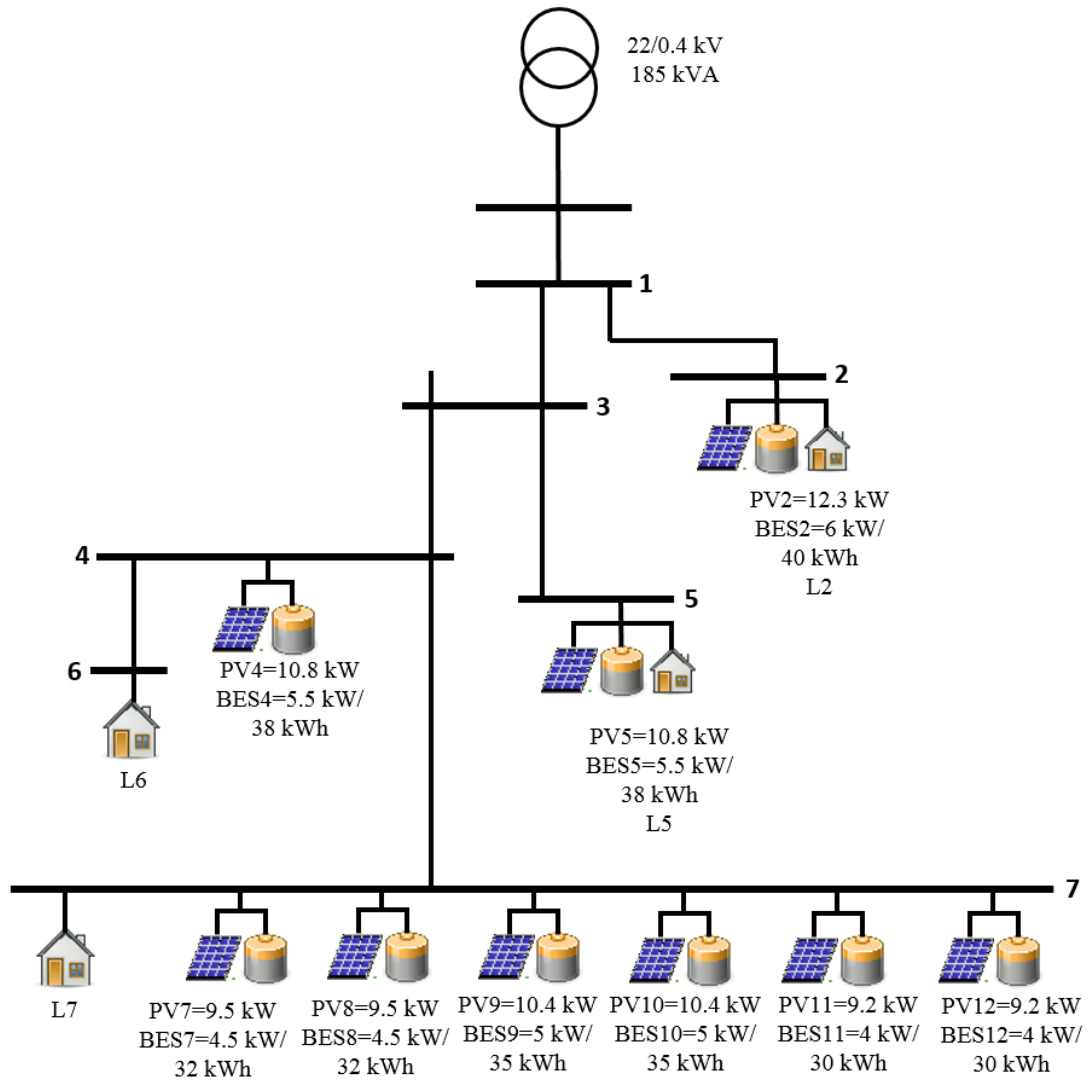 22/0.4 kV
185 kVA
1
2
3
PV2=12.3 kW
BES2=6 kW/
40 kWh
L2
4
5
6
PV4=10.8 kW
BES4=5.5 kW/
38 kWh
L6
PV5=10.8 kW
BES5=5.5 kW/
38 kWh
L5
7
L7
PV7=9.5 kW
BES7=4.5 kW/
32 kWh
PV8=9.5 kW
BES8=4.5 kW/
32 kWh
PV9=10.4 kW
BES9=5 kW/
35 kWh
PV10=10.4 kW
BES10=5 kW/
35 kWh
PV11=9.2 kW
BES11=4 kW/
30 kWh
PV12=9.2 kW
BES12=4 kW/
30 kWh